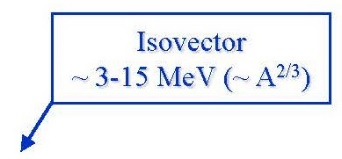 Isovector
~ 3-15 MeV (~ A^{2/3})